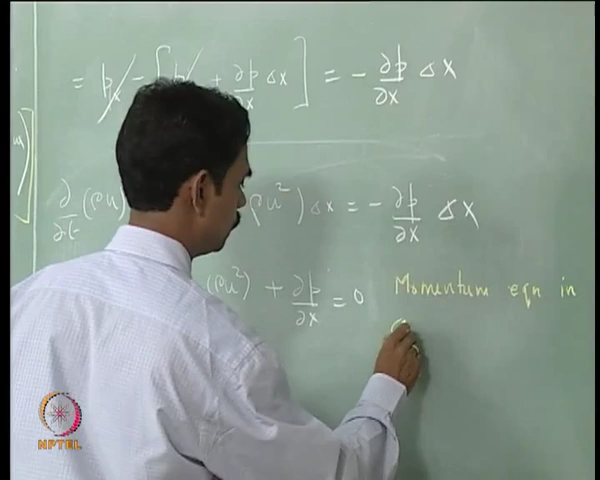 = p - [ p + ∂p/∂x Δx ] = - ∂p/∂x Δx
∂/∂t (ρu) ρu²) Δx = - ∂p/∂x Δx
(ρu²) + ∂p/∂x = 0 Momentum eqn in
NPTEL